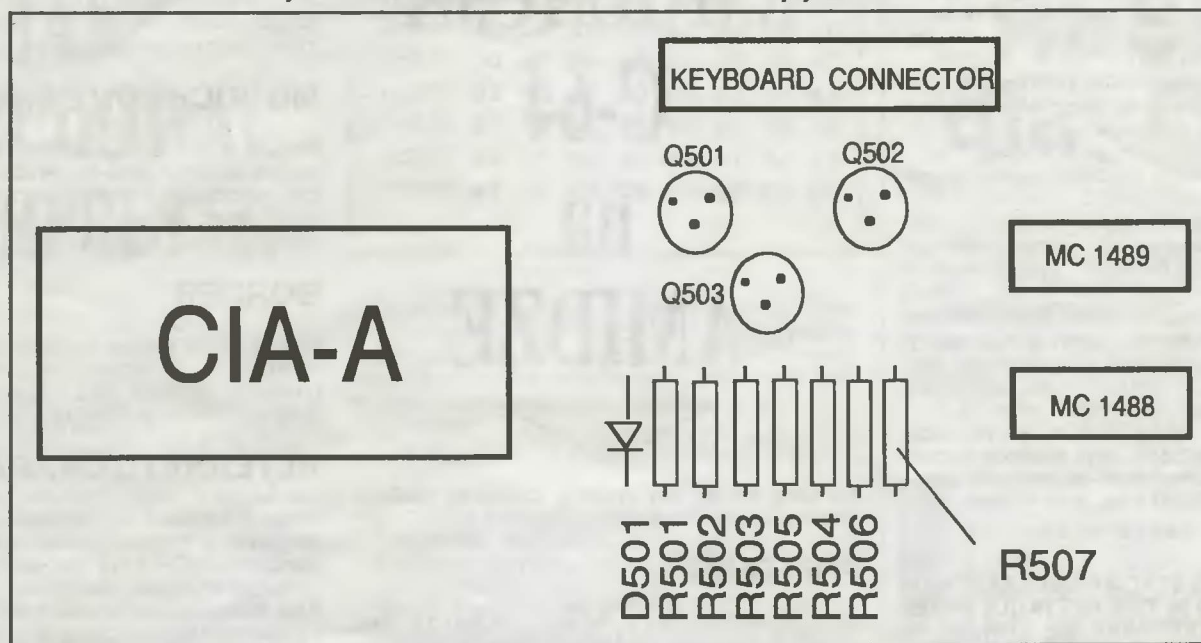 KEYBOARD CONNECTOR
Q501
Q502
Q503
CIA-A
MC 1489
MC 1488
D501
R501
R502
R503
R505
R504
R506
R507